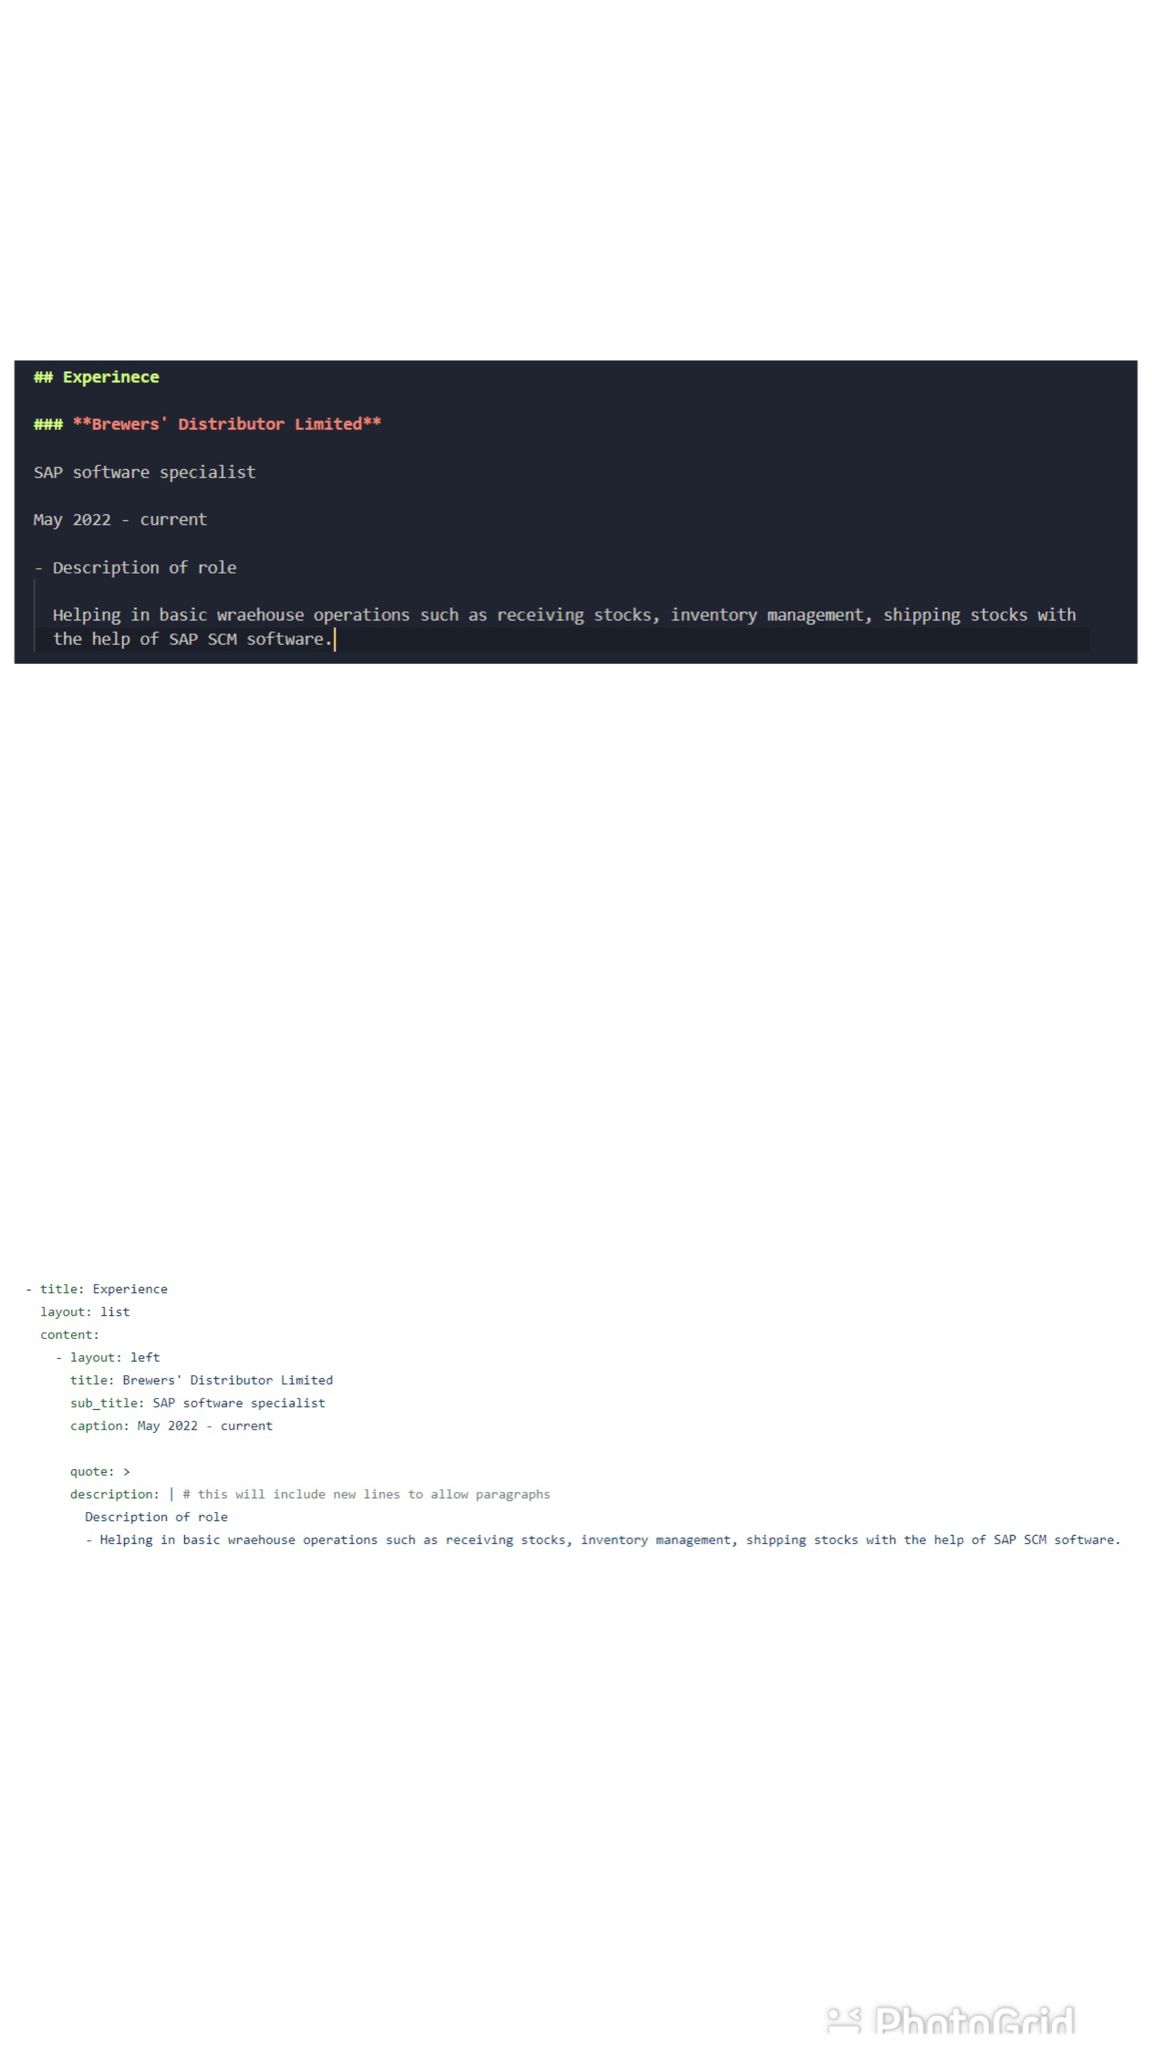 ## Experinece
### **Brewers' Distributor Limited**
SAP software specialist
May 2022 - current
- Description of role
Helping in basic wraehouse operations such as receiving stocks, inventory management, shipping stocks with
the help of SAP SCM software.
- title: Experience
layout: list
content:
- layout: left
title: Brewers' Distributor Limited
sub_title: SAP software specialist
caption: May 2022 - current
quote: >
description: | # this will include new lines to allow paragraphs
Description of role
- Helping in basic wraehouse operations such as receiving stocks, inventory management, shipping stocks with the help of SAP SCM software.
PhotoGrid